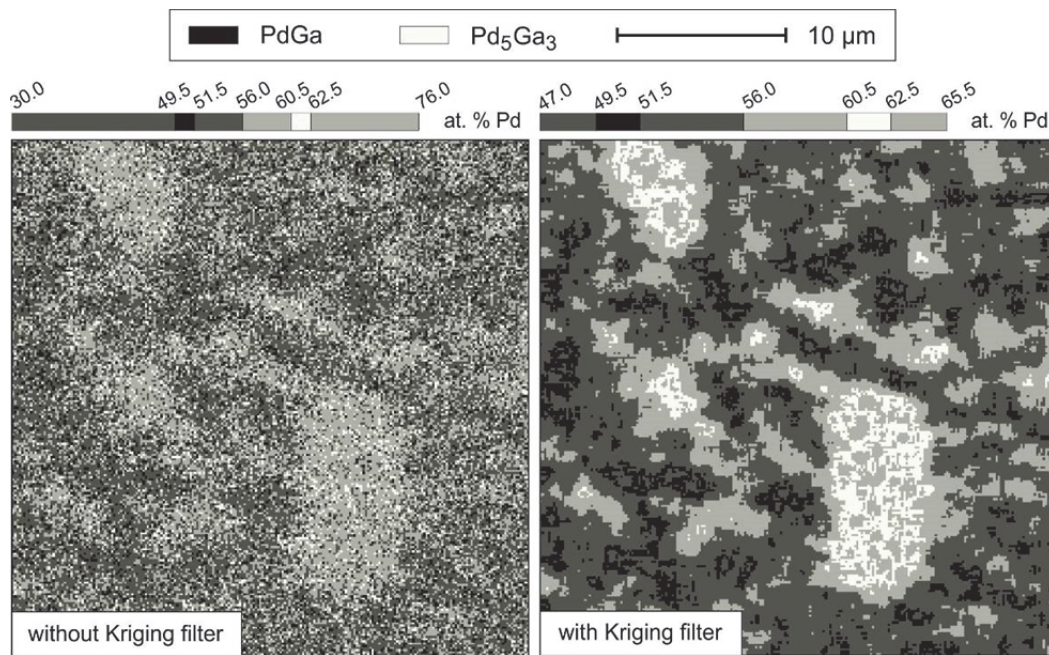 PdGa Pd₅Ga₃ 10 µm
30.0 49.5 51.5 56.0 60.5 62.5 76.0 at. % Pd
47.0 49.5 51.5 56.0 60.5 62.5 65.5 at. % Pd
without Kriging filter
with Kriging filter